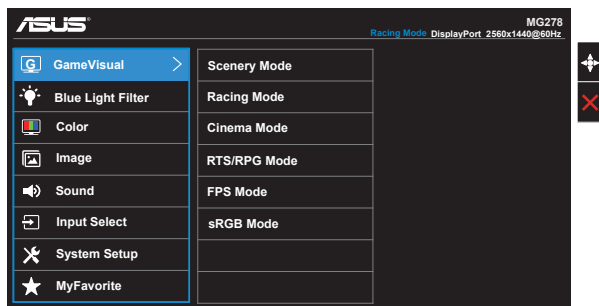 ASUS
MG278
Racing Mode DisplayPort 2560x1440@60Hz
G GameVisual
Blue Light Filter
Color
Image
Sound
Input Select
System Setup
MyFavorite
Scenery Mode
Racing Mode
Cinema Mode
RTS/RPG Mode
FPS Mode
sRGB Mode